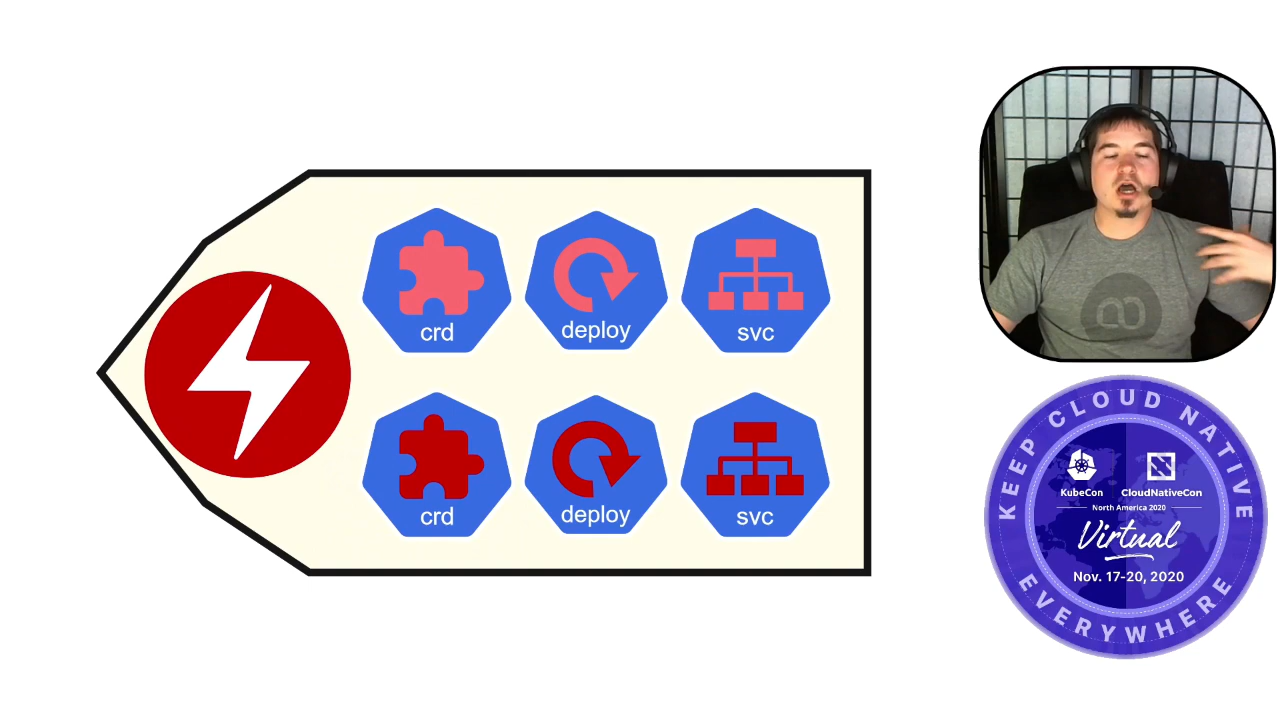 crd
deploy
svc
crd
deploy
svc
KEEP CLOUD NATIVE
KubeCon
CloudNativeCon
North America 2020
Virtual
Nov. 17-20, 2020
EVERYWHERE